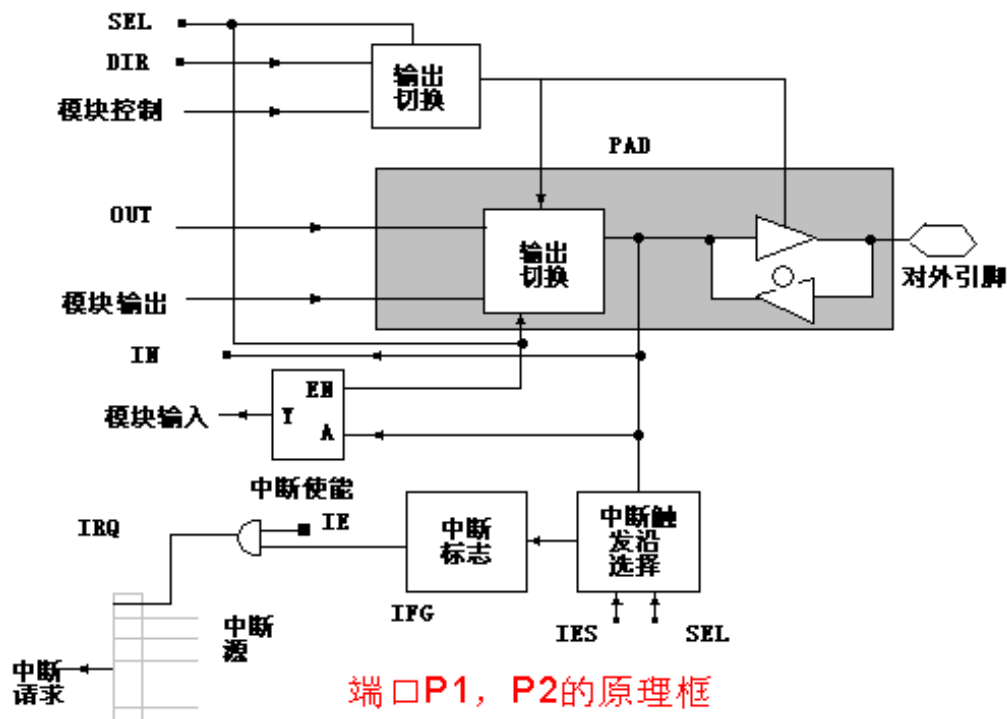 SEL
DIR
模块控制
输出
切换
PAD
OUT
模块输出
输出
切换
对外引脚
IN
模块输入
EN
Y
A
中断使能
IE
IRQ
中断
标志
IFG
中断触
发沿
选择
IES
SEL
中断
源
中断
请求
端口P1，P2的原理框